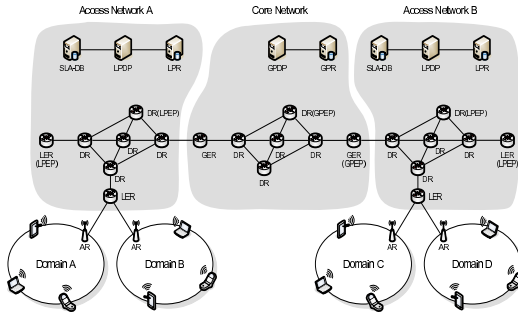 Access Network A
Core Network
Access Network B
SLA-DB
LPDP
LPR
GPDP
GPR
SLA-DB
LPDP
LPR
DR(LPEP)
DR(GPEP)
DR(LPEP)
LER
(LPEP)
DR
DR
DR
GER
DR
DR
DR
GER
(GPEP)
DR
DR
DR
LER
(LPEP)
DR
DR
DR
LER
LER
AR
AR
AR
AR
Domain A
Domain B
Domain C
Domain D